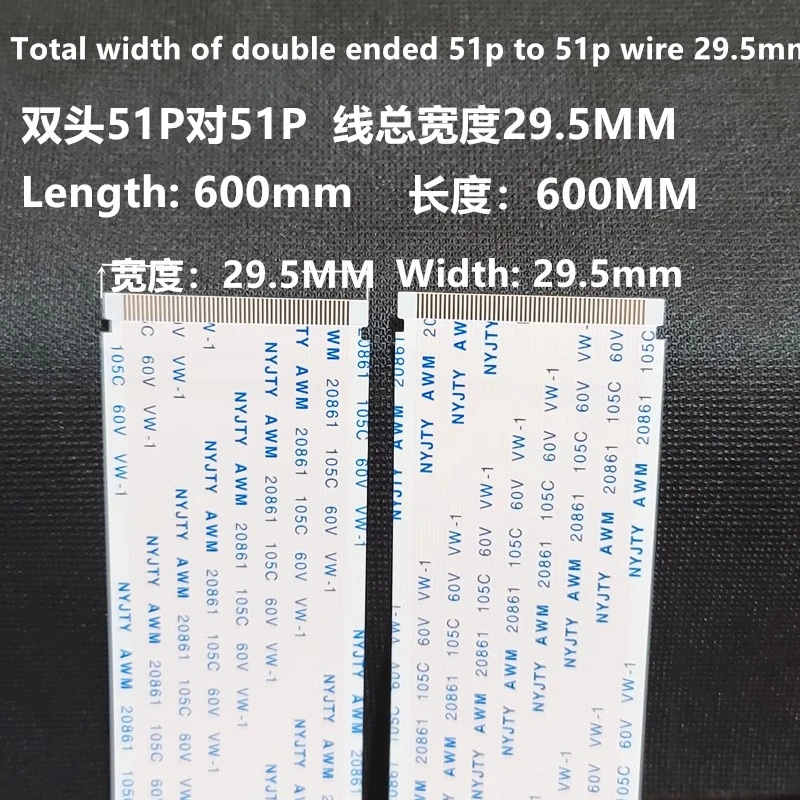 Total width of double ended 51p to 51p wire 29.5mm
双头51P对51P 线总宽度29.5MM
Length: 600mm 长度：600MM
宽度：29.5MM Width: 29.5mm
NYJTY AWM 20861 105C 60V VW-1
NYJTY AWM 20861 105C 60V VW-1
NYJTY AWM 20861 105C 60V VW-1
NYJTY AWM 20861 105C 60V VW-1
NYJTY AWM 20861 105C 60V VW-1
NYJTY AWM 20861 105C 60V VW-1
NYJTY AWM 20861 105C 60V VW-1
NYJTY AWM 20861 105C 60V VW-1
NYJTY AWM 20861 105C 60V VW-1
NYJTY AWM 20861 105C 60V VW-1